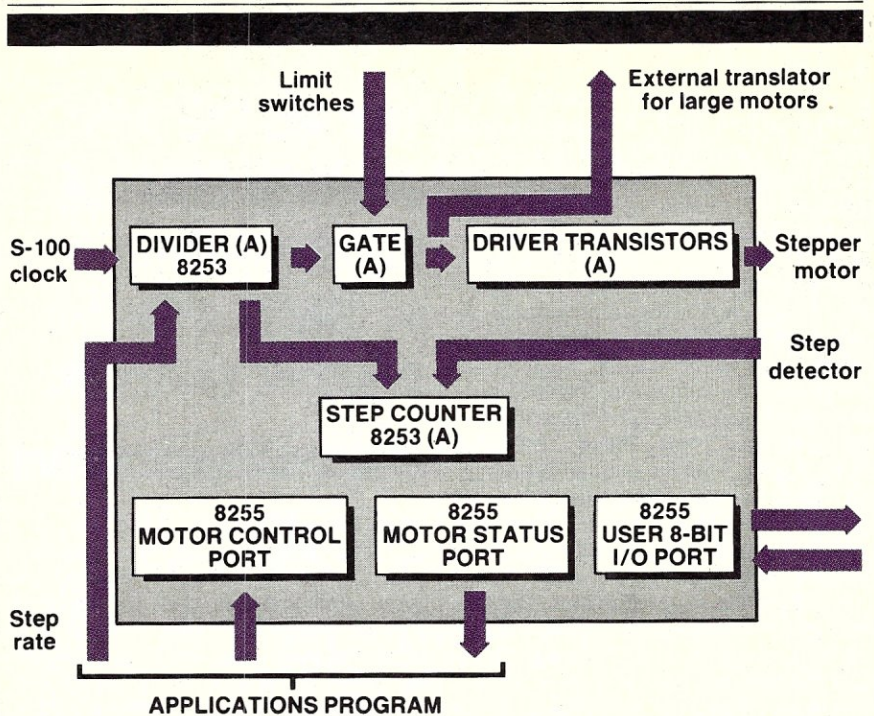 Limit
switches
External translator
for large motors
S-100
clock
DIVIDER (A)
8253
GATE
(A)
DRIVER TRANSISTORS
(A)
Stepper
motor
Step
detector
STEP COUNTER
8253 (A)
8255
MOTOR CONTROL
PORT
8255
MOTOR STATUS
PORT
8255
USER 8-BIT
I/O PORT
Step
rate
APPLICATIONS PROGRAM